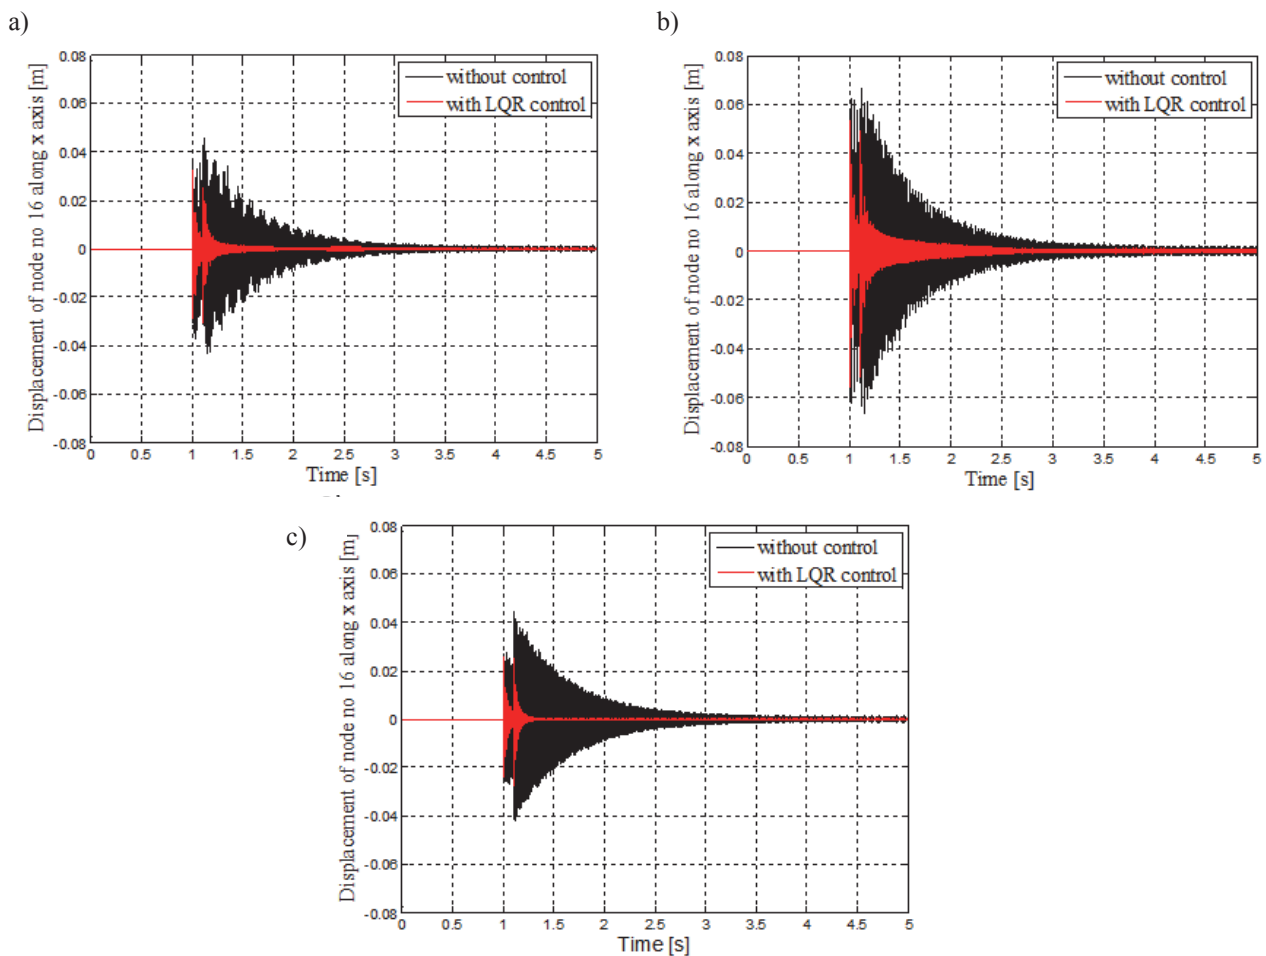 a)
Displacement of node no 16 along x axis [m]
0.08
0.06
0.04
0.02
0
-0.02
-0.04
-0.06
-0.08
without control
with LQR control
0 0.5 1 1.5 2 2.5 3 3.5 4 4.5 5
Time [s]
b)
Displacement of node no 16 along x axis [m]
0.08
0.06
0.04
0.02
0
-0.02
-0.04
-0.06
-0.08
without control
with LQR control
0 0.5 1 1.5 2 2.5 3 3.5 4 4.5 5
Time [s]
c)
Displacement of node no 16 along x axis [m]
0.08
0.06
0.04
0.02
0
-0.02
-0.04
-0.06
-0.08
without control
with LQR control
0 0.5 1 1.5 2 2.5 3 3.5 4 4.5 5
Time [s]